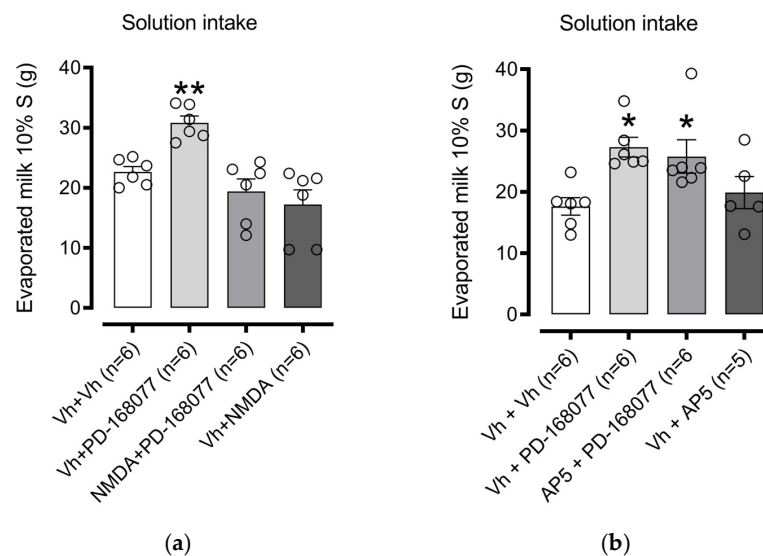 Solution intake
Evaporated milk 10% S (g)
40
30
20
10
0
**
Vh+Vh (n=6)
Vh+PD-168077 (n=6)
NMDA+PD-168077 (n=6)
Vh+NMDA (n=6)
(a)
Solution intake
Evaporated milk 10% S (g)
40
30
20
10
0
*
*
Vh + Vh (n=6)
Vh + PD-168077 (n=6)
AP5 + PD-168077 (n=6
Vh + AP5 (n=5)
(b)